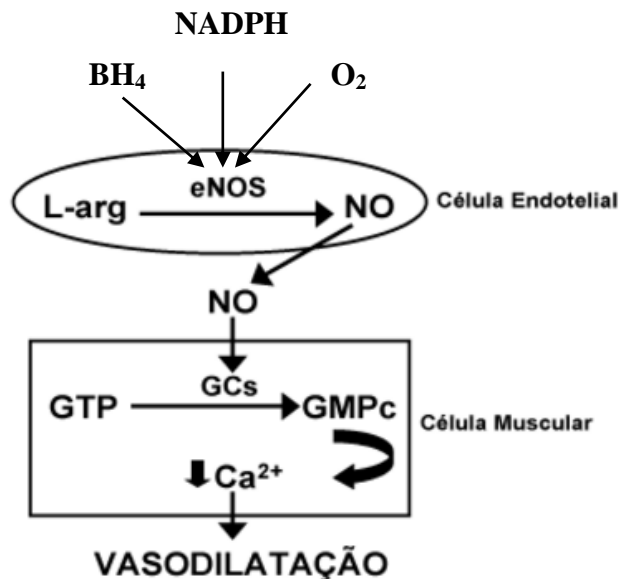 NADPH
BH₄
O₂
eNOS
L-arg
NO
Célula Endotelial
NO
GCs
GTP
GMPc
Célula Muscular
Ca²⁺
VASODILATAÇÃO